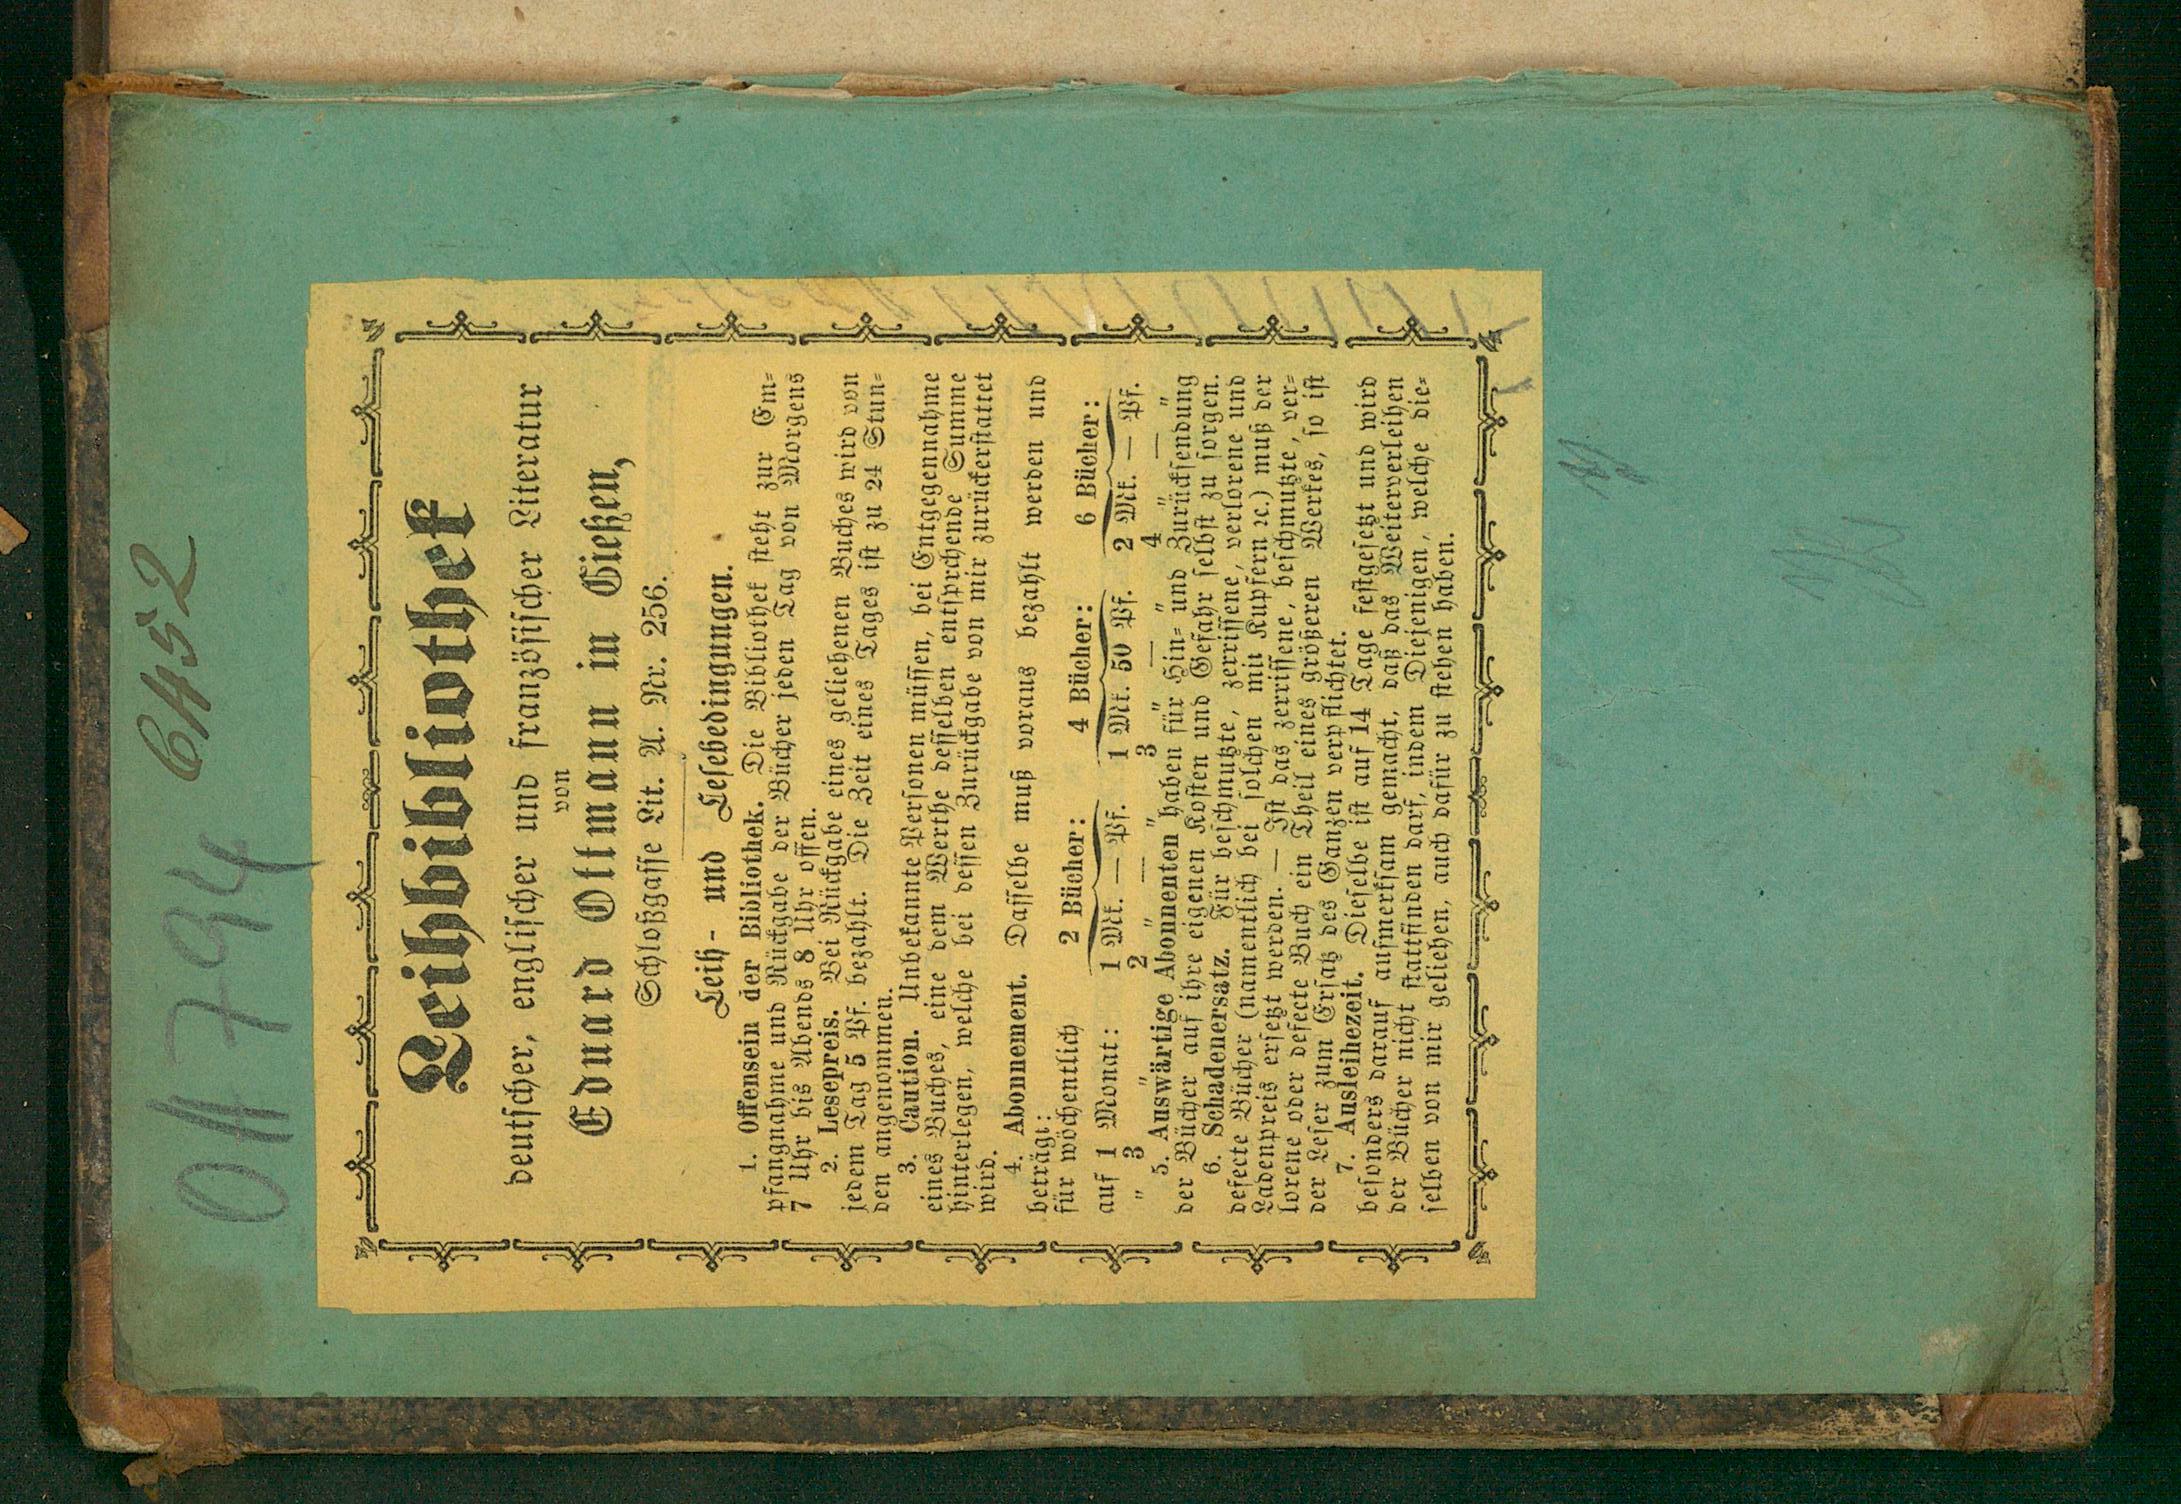 6452
Leihbibliothek
deutscher, englischer und französischer Literatur
von
Eduard Ottmann in Gießen,
Schloßgasse Lit. A. Nr. 256.
Leih- und Lesebedingungen.
1. Offensein der Bibliothek. Die Bibliothek steht zur Em-
pfangnahme und Rückgabe der Bücher jeden Tag von Morgens
7 Uhr bis Abends 8 Uhr offen.
2. Lesepreis. Bei Rückgabe eines geliehenen Buches wird von
jedem Tag 5 Pf. bezahlt. Die Zeit eines Tages ist zu 24 Stun-
den angenommen.
3. Caution. Unbekannte Personen müssen, bei Entgegennahme
eines Buches, eine dem Werthe desselben entsprchende Summe
hinterlegen, welche bei dessen Zurückgabe von mir zurückerstattet
wird.
4. Abonnement. Dasselbe muß voraus bezahlt werden und
beträgt:
für wöchentlich 2 Bücher: 4 Bücher: 6 Bücher:
auf 1 Monat: 1 Mk. — Pf. 1 Mk. 50 Pf. 2 Mk. — Pf.
„ 3 „ 2 „ — „ 3 „ — „ 4 „ — „
5. Auswärtige Abonnenten haben für Hin- und Zurücksendung
der Bücher auf ihre eigenen Kosten und Gefahr selbst zu sorgen.
6. Schadenersatz. Für beschmutzte, zerrissene, verlorene und
defecte Bücher (namentlich bei solchen mit Kupfern ꝛc.) muß der
Ladenpreis ersetzt werden. — Ist das zerrissene, beschmutzte, ver-
lorene oder defecte Buch ein Theil eines größeren Werkes, so ist
der Leser zum Ersatz des Ganzen verpflichtet.
7. Ausleihezeit. Dieselbe ist auf 14 Tage festgesetzt und wird
besonders darauf aufmerksam gemacht, daß das Weiterverleihen
der Bücher nicht stattfinden darf, indem Diejenigen, welche die-
selben von mir geliehen, auch dafür zu stehen haben.